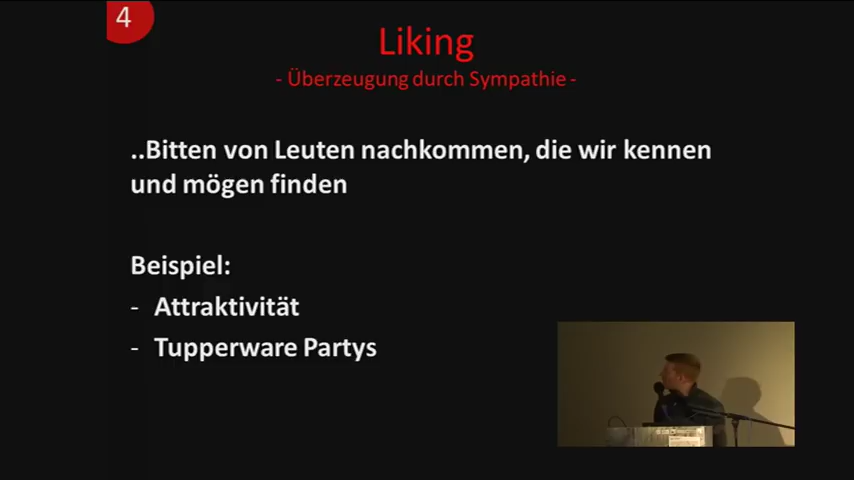 4
Liking
- Überzeugung durch Sympathie -
..Bitten von Leuten nachkommen, die wir kennen
und mögen finden
Beispiel:
- Attraktivität
- Tupperware Partys